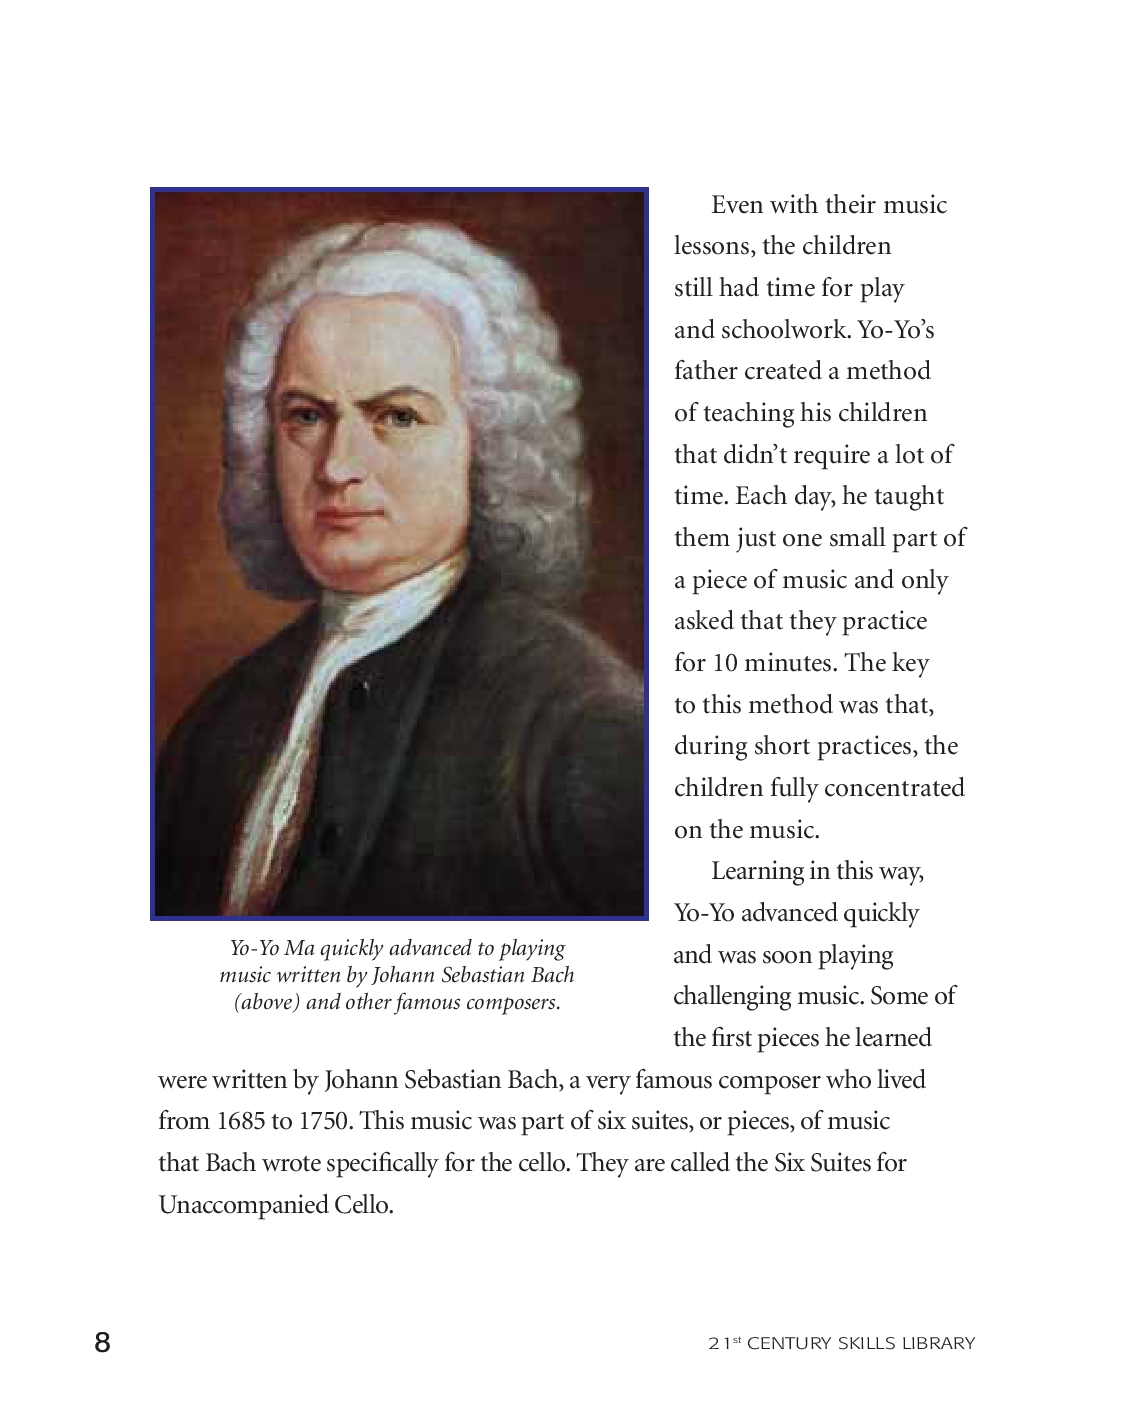 Even with their music
lessons, the children
still had time for play
and schoolwork. Yo-Yo’s
father created a method
of teaching his children
that didn’t require a lot of
time. Each day, he taught
them just one small part of
a piece of music and only
asked that they practice
for 10 minutes. The key
to this method was that,
during short practices, the
children fully concentrated
on the music.
Learning in this way,
Yo-Yo advanced quickly
and was soon playing
challenging music. Some of
the first pieces he learned
were written by Johann Sebastian Bach, a very famous composer who lived
from 1685 to 1750. This music was part of six suites, or pieces, of music
that Bach wrote specifically for the cello. They are called the Six Suites for
Unaccompanied Cello.
Yo-Yo Ma quickly advanced to playing
music written by Johann Sebastian Bach
(above) and other famous composers.
8
21st CENTURY SKILLS LIBRARY